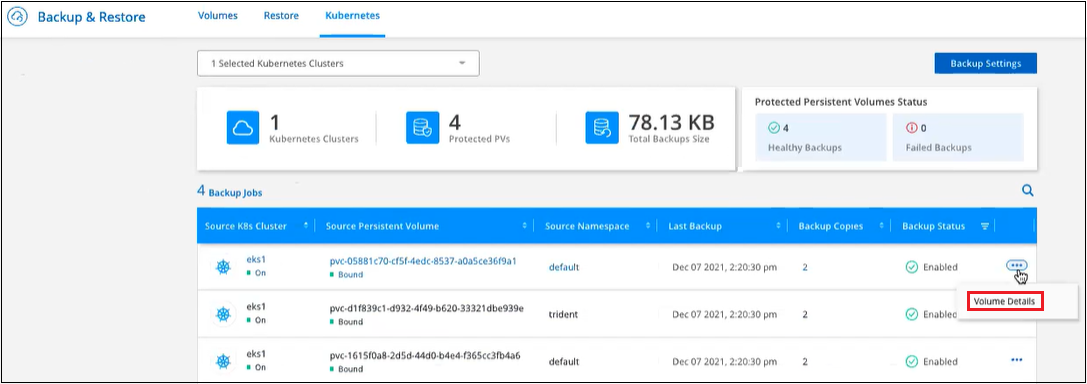 Backup & Restore
Volumes
Restore
Kubernetes
1 Selected Kubernetes Clusters
Backup Settings
1
Kubernetes Clusters
4
Protected PVs
78.13 KB
Total Backups Size
Protected Persistent Volumes Status
4
Healthy Backups
0
Failed Backups
4 Backup Jobs
Source K8s Cluster
Source Persistent Volume
Source Namespace
Last Backup
Backup Copies
Backup Status
eks1
On
pvc-05881c70-cf5f-4edc-8537-a0a5ce36f9a1
Bound
default
Dec 07 2021, 2:20:30 pm
2
Enabled
Volume Details
eks1
On
pvc-d1f839c1-d932-4f49-b620-33321dbe939e
Bound
trident
Dec 07 2021, 2:20:30 pm
2
Enabled
eks1
On
pvc-1615f0a8-2d5d-44d0-b4e4-f365cc3fb4a6
Bound
default
Dec 07 2021, 2:20:30 pm
2
Enabled